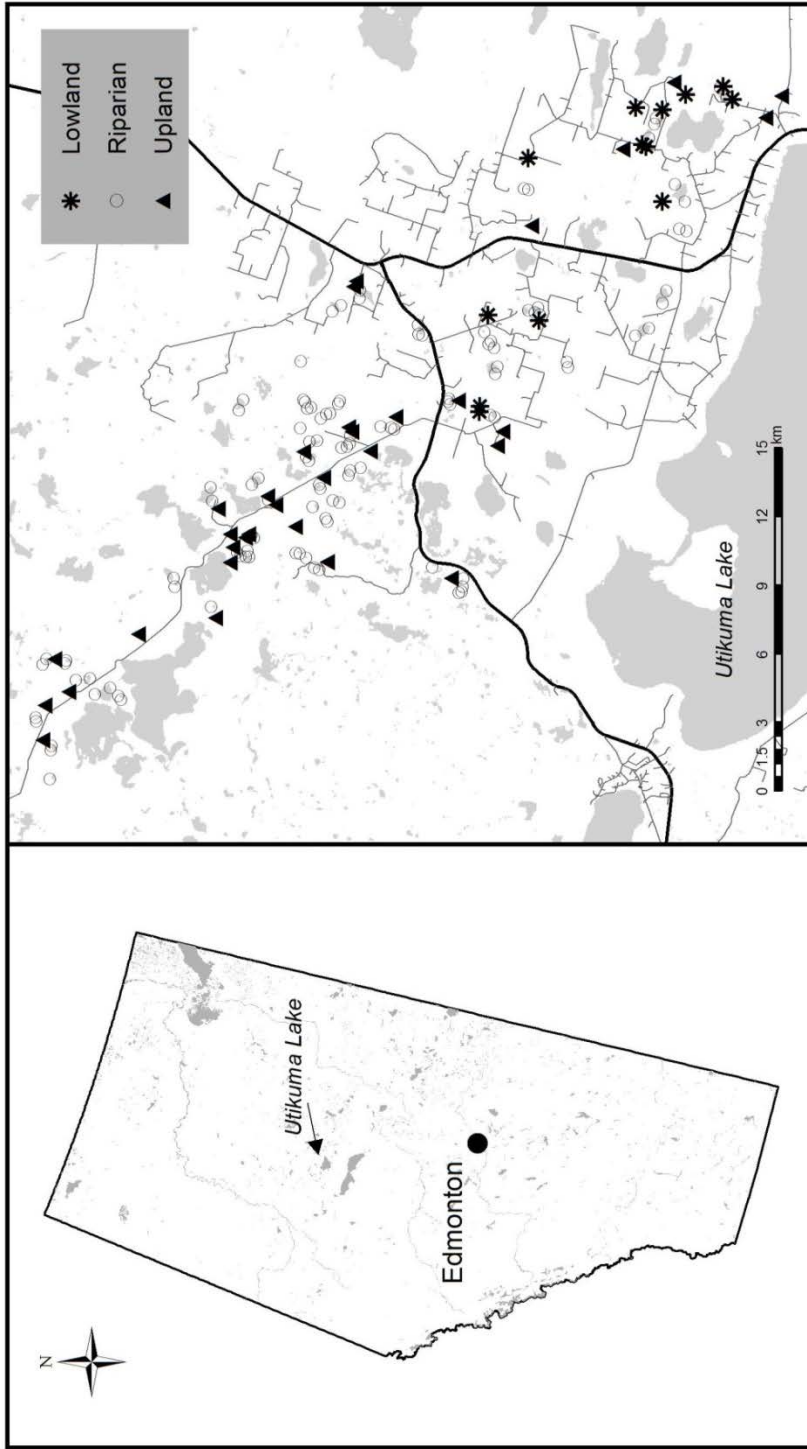 N
Utikuma Lake
Edmonton
Lowland
Riparian
Upland
Utikuma Lake
0 1.5 3 6 9 12 15
km